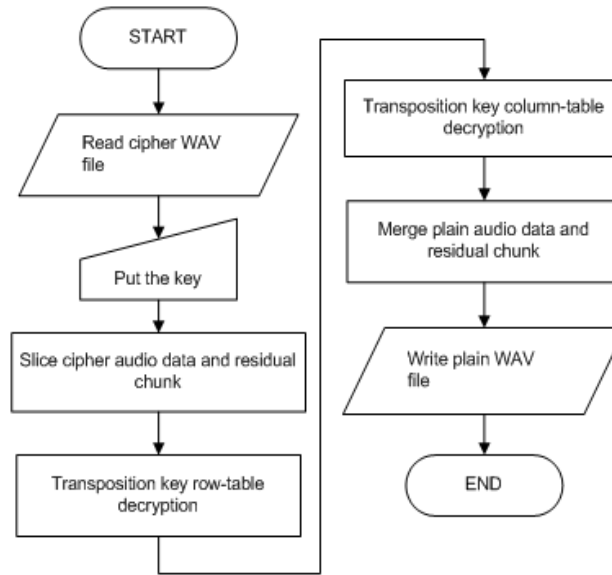 START
Read cipher WAV
file
Put the key
Slice cipher audio data and residual
chunk
Transposition key row-table
decryption
Transposition key column-table
decryption
Merge plain audio data and
residual chunk
Write plain WAV
file
END